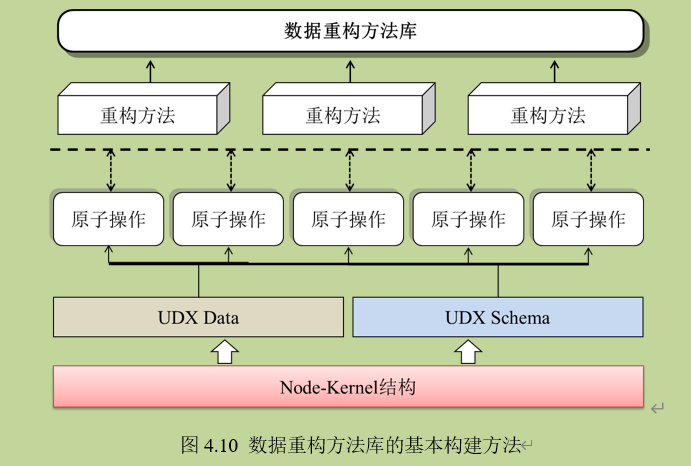 数据重构方法库
重构方法 重构方法 重构方法
原子操作 原子操作 原子操作 原子操作 原子操作
UDX Data UDX Schema
Node-Kernel结构
图 4.10 数据重构方法库的基本构建方法